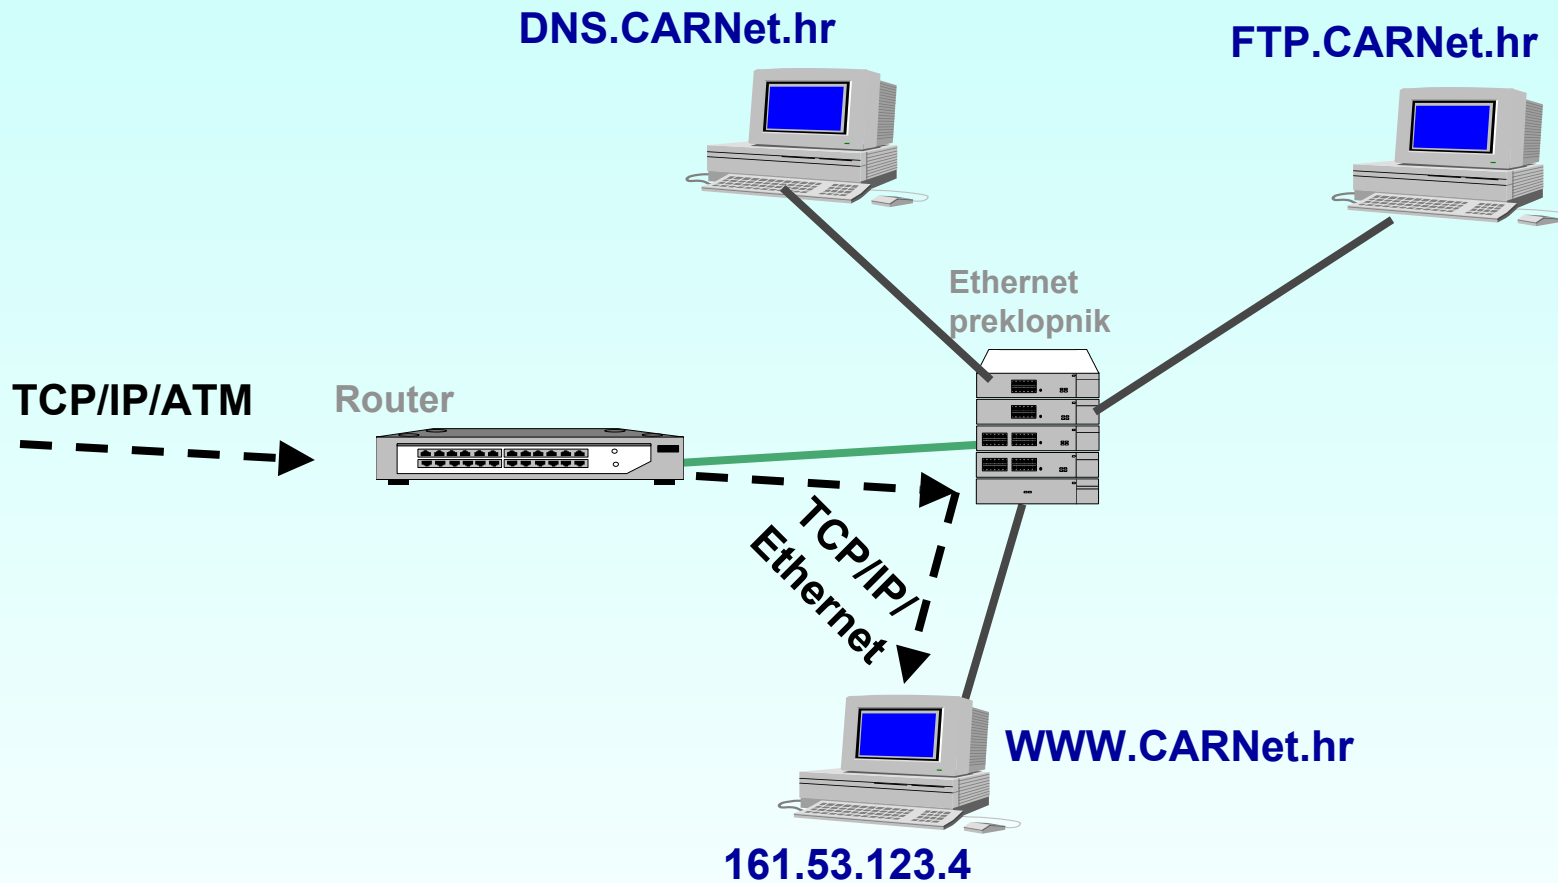 DNS.CARNet.hr
FTP.CARNet.hr
Ethernet
preklopnik
TCP/IP/ATM
Router
TCP/IP/
Ethernet
WWW.CARNet.hr
161.53.123.4